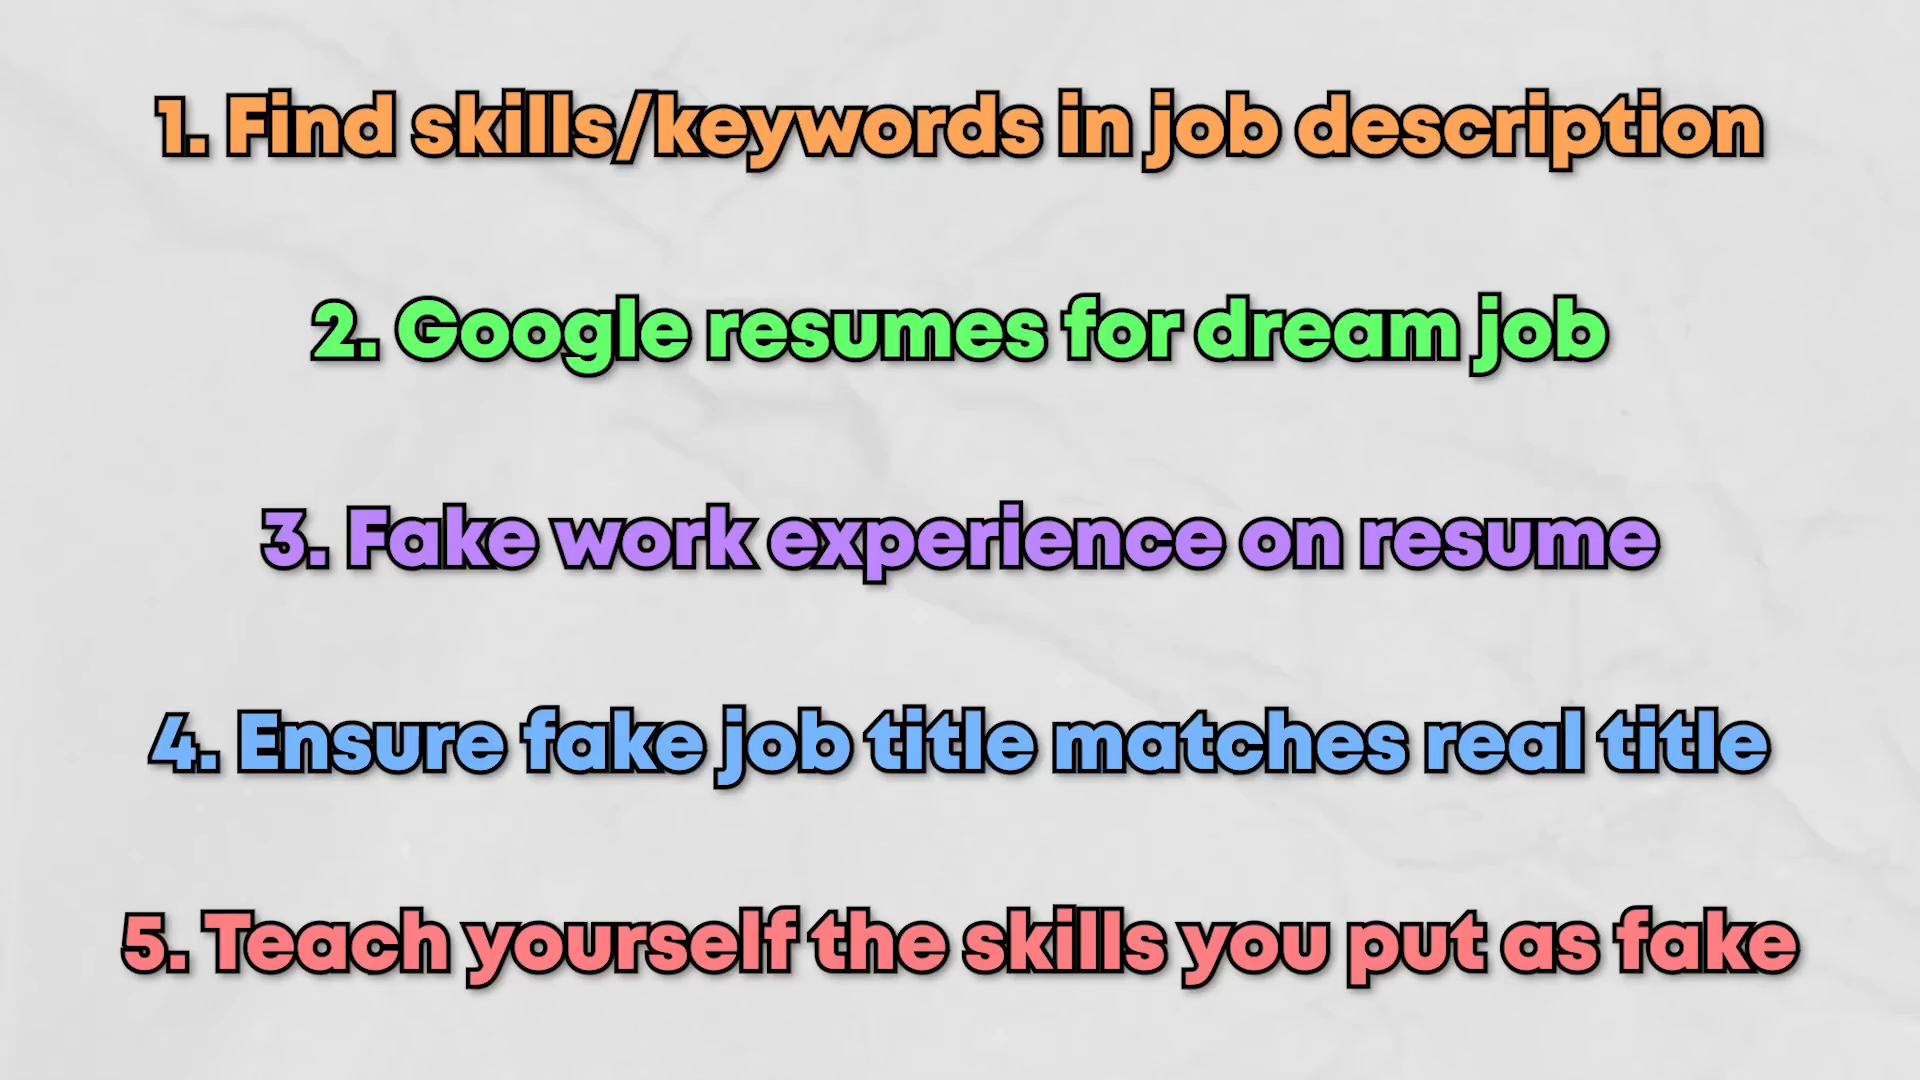 1. Find skills/keywords in job description
2. Google resumes for dream job
3. Fake work experience on resume
4. Ensure fake job title matches real title
5. Teach yourself the skills you put as fake